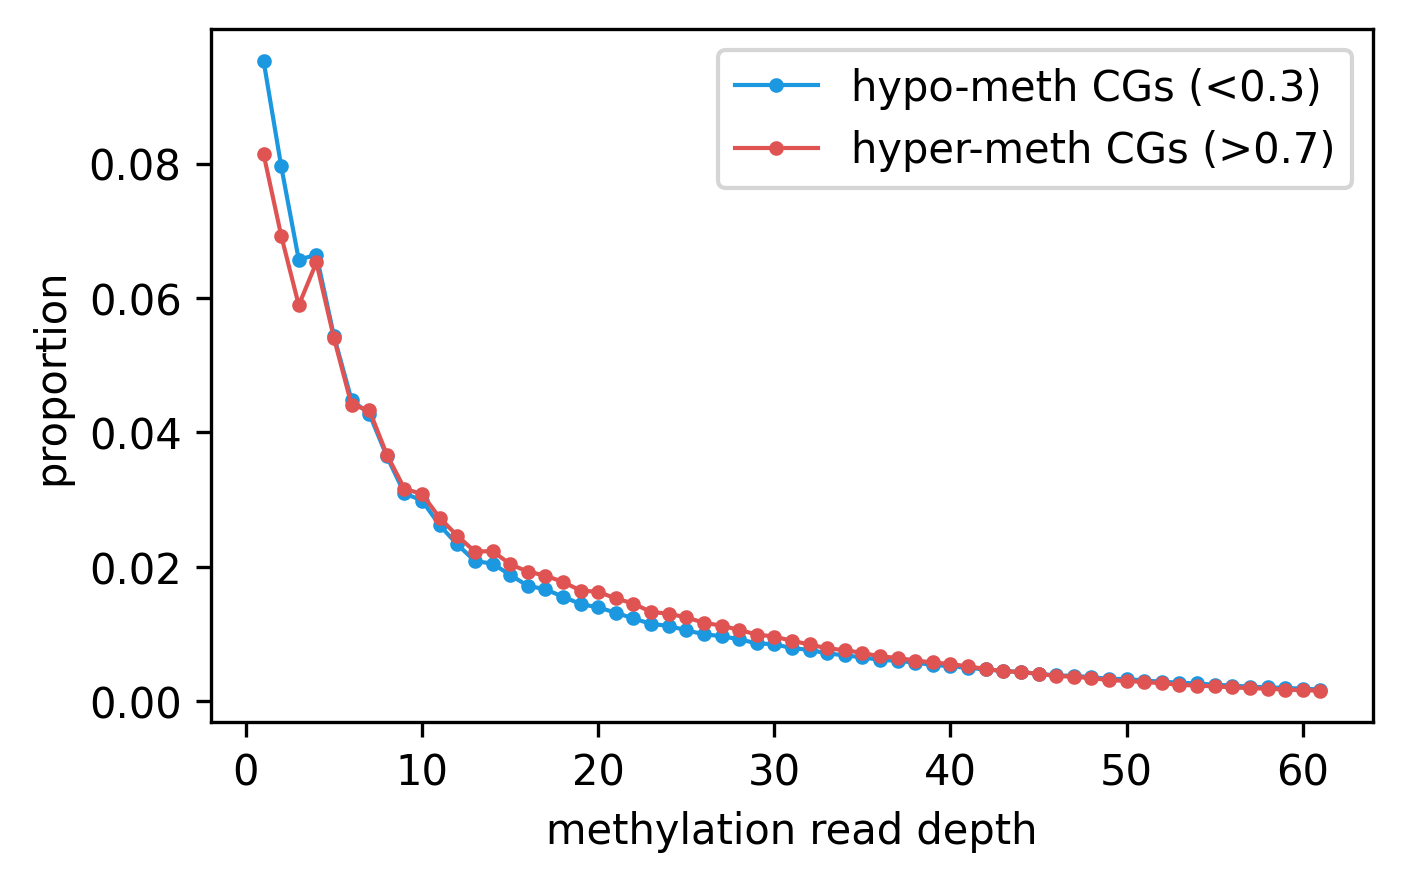 hypo-meth CGs (<0.3)
hyper-meth CGs (>0.7)
proportion
0.08
0.06
0.04
0.02
0.00
0 10 20 30 40 50 60
methylation read depth